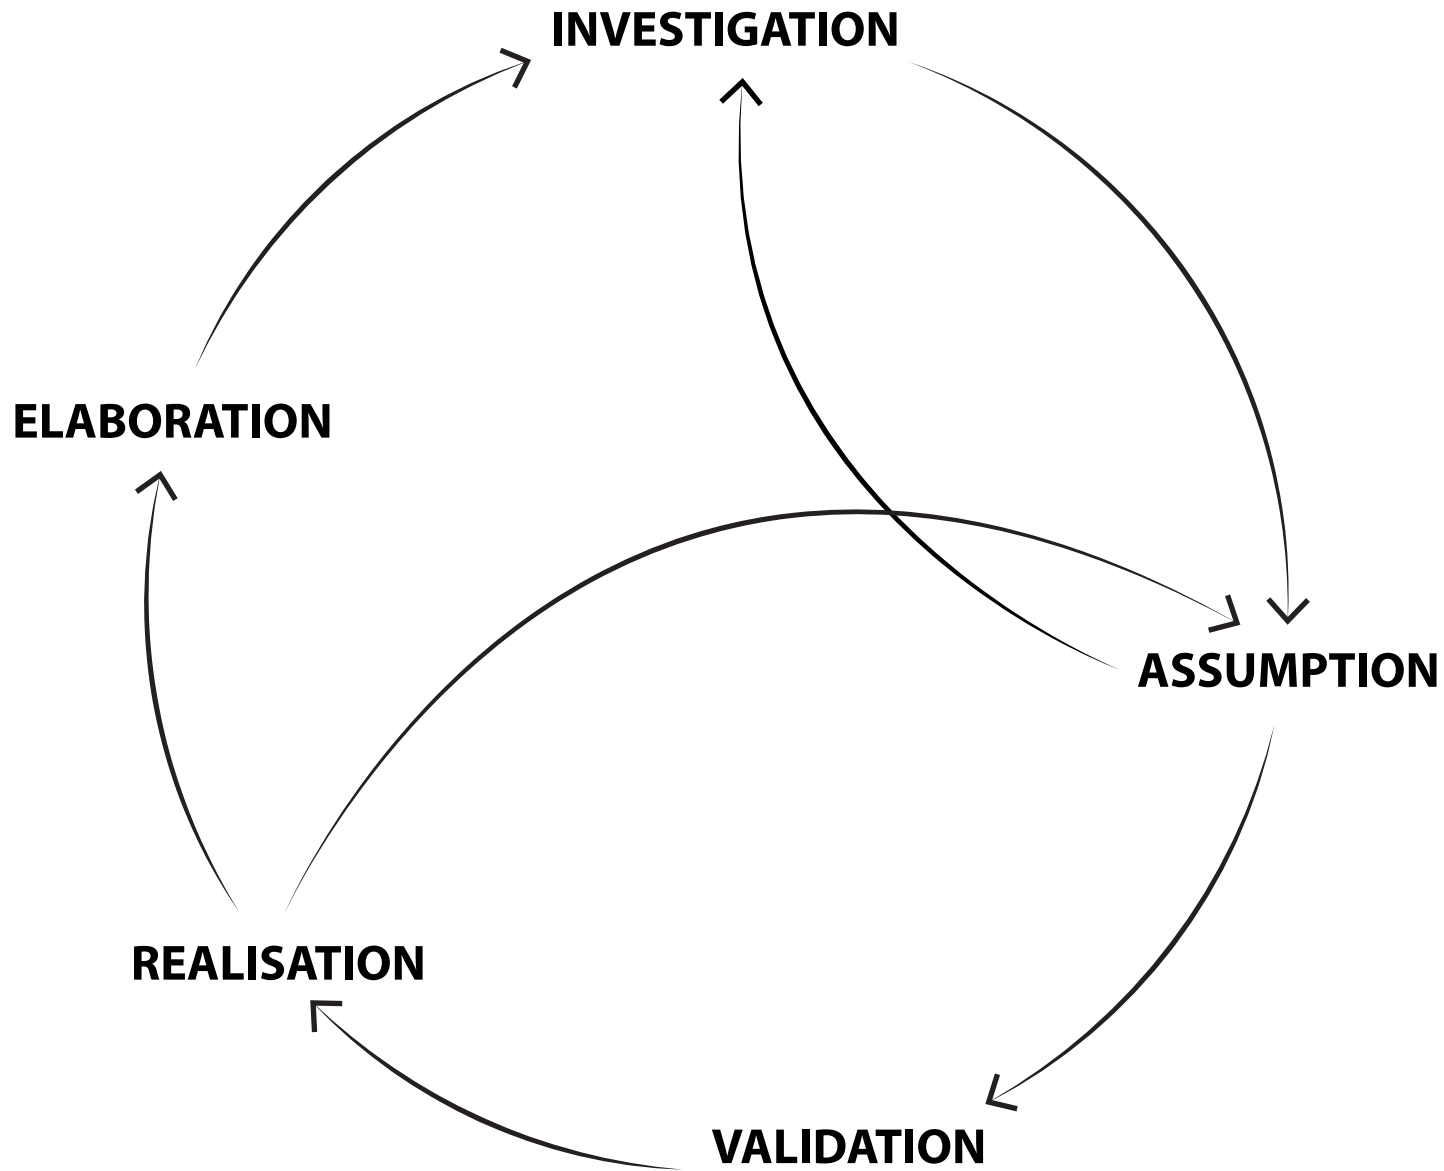 INVESTIGATION
ELABORATION
ASSUMPTION
REALISATION
VALIDATION